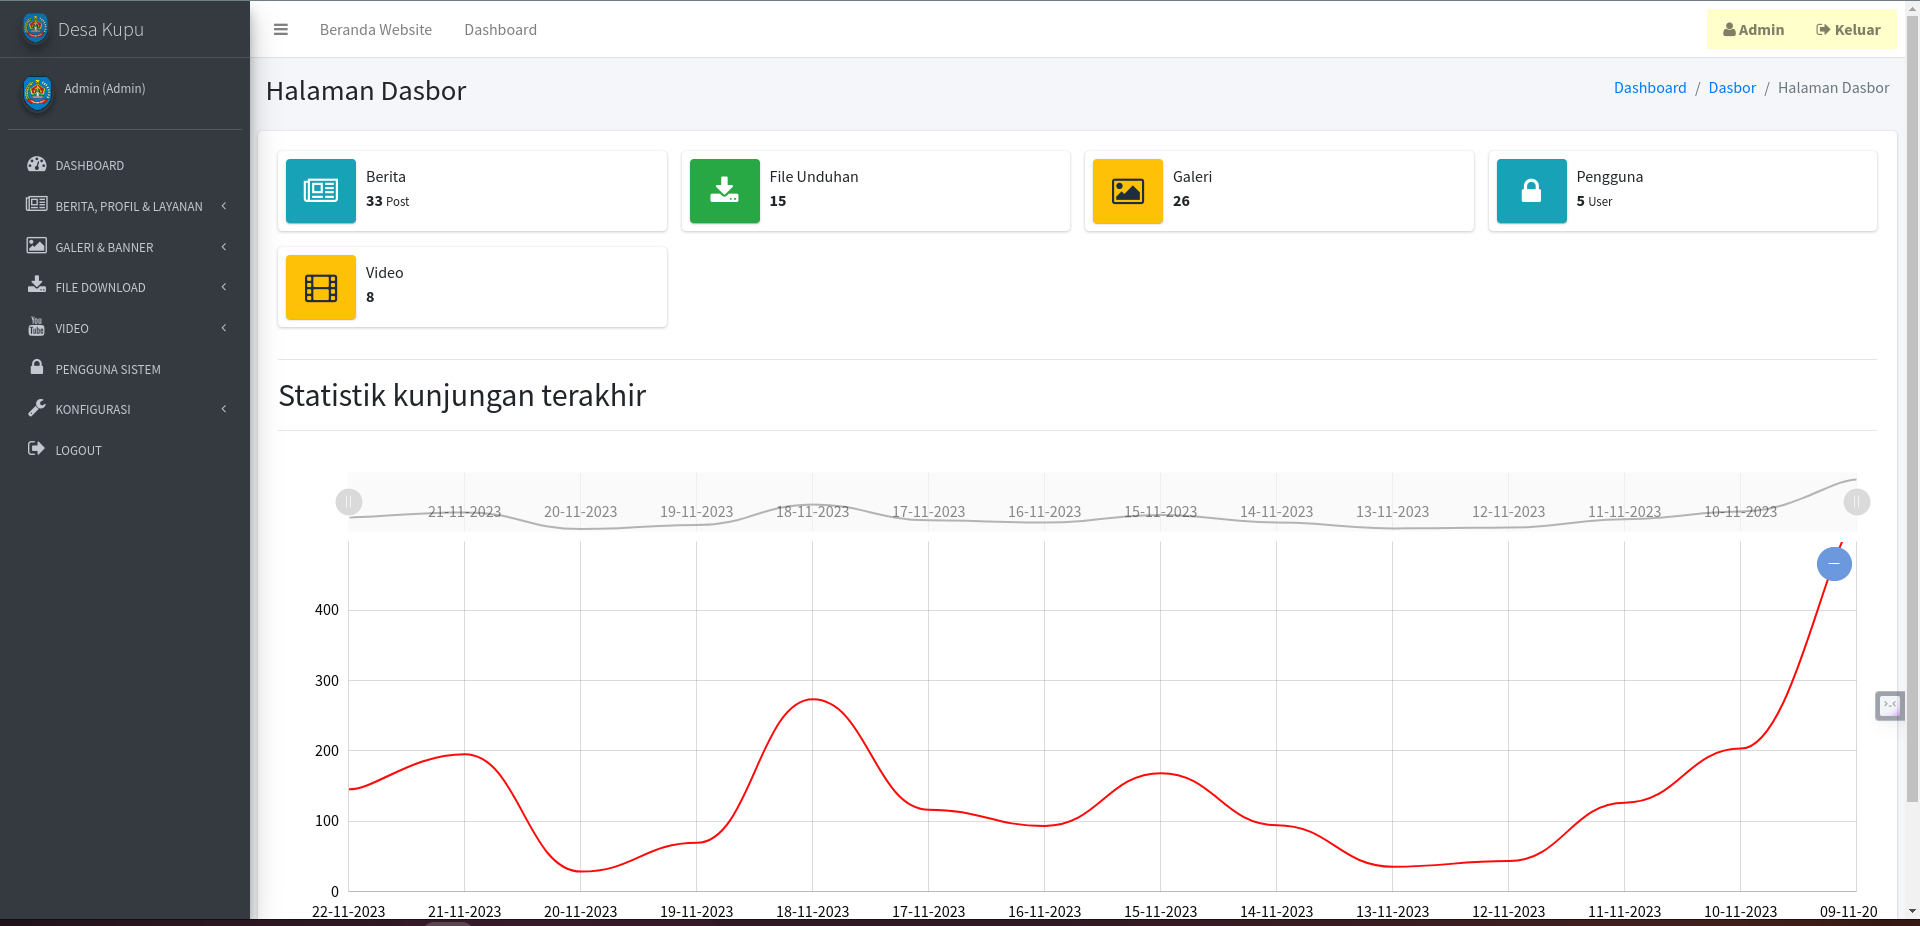 Desa Kupu
Beranda Website
Dashboard
Admin
Keluar
Admin (Admin)
DASHBOARD
BERITA, PROFIL & LAYANAN
GALERI & BANNER
FILE DOWNLOAD
VIDEO
PENGGUNA SISTEM
KONFIGURASI
LOGOUT
Halaman Dasbor
Dashboard / Dasbor / Halaman Dasbor
Berita
33 Post
File Unduhan
15
Galeri
26
Pengguna
5 User
Video
8
Statistik kunjungan terakhir
21-11-2023 20-11-2023 19-11-2023 18-11-2023 17-11-2023 16-11-2023 15-11-2023 14-11-2023 13-11-2023 12-11-2023 11-11-2023 10-11-2023
400
300
200
100
0
22-11-2023 21-11-2023 20-11-2023 19-11-2023 18-11-2023 17-11-2023 16-11-2023 15-11-2023 14-11-2023 13-11-2023 12-11-2023 11-11-2023 10-11-2023 09-11-20